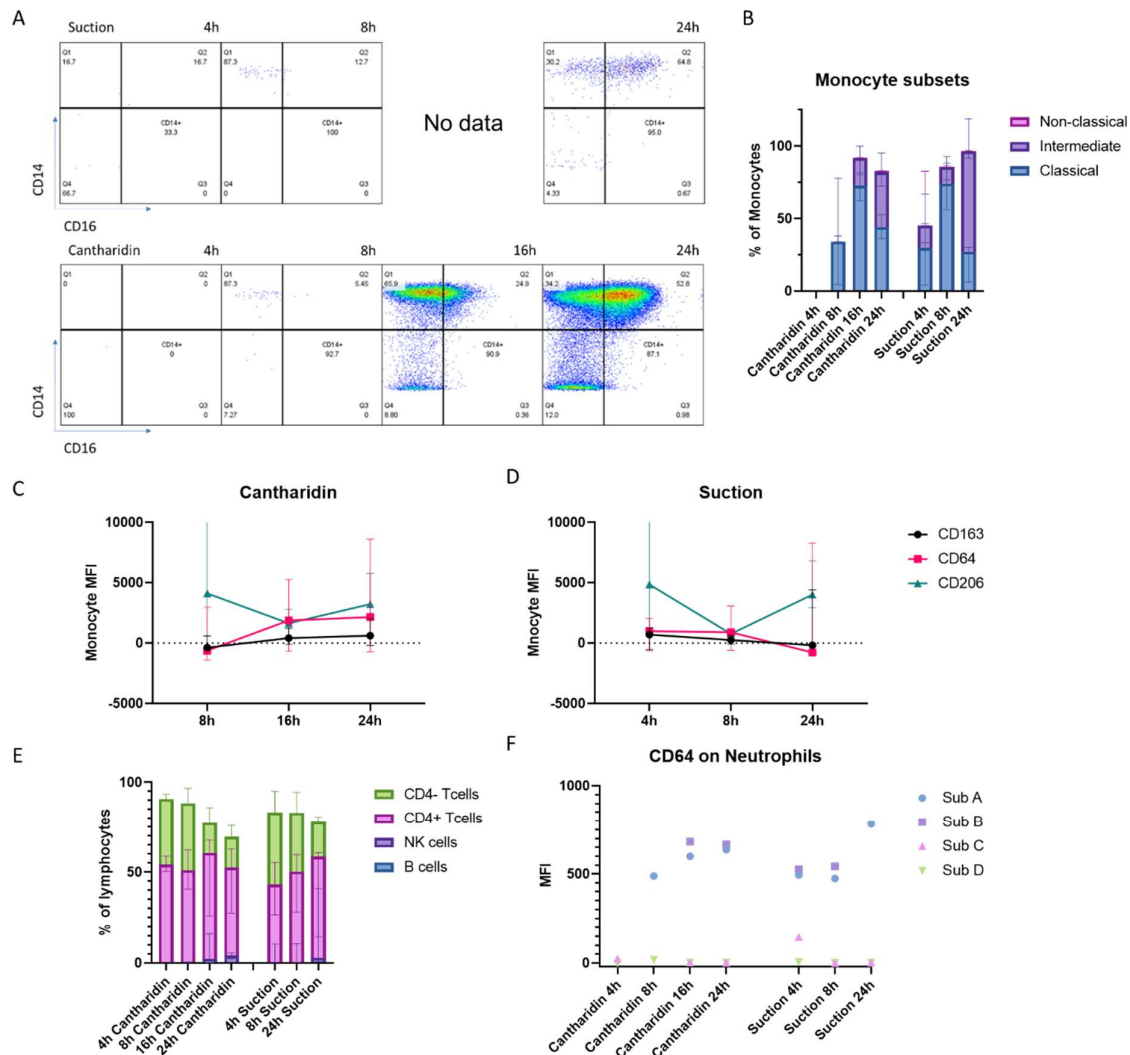 A
Suction 4h 8h 24h
Q1 16.7
Q2 16.7
Q1 87.3
Q2 12.7
Q1 30.2
Q2 64.8
No data
CD14+ 33.3
CD14+ 100
CD14+ 95.0
Q4 66.7
Q3 0
Q4 0
Q3 0
Q4 4.33
Q3 0.67
CD14
CD16
Cantharidin 4h 8h 16h 24h
Q1 0
Q2 0
Q1 87.3
Q2 5.45
Q1 65.9
Q2 24.9
Q1 34.2
Q2 52.8
CD14+ 0
CD14+ 92.7
CD14+ 90.9
CD14+ 87.1
Q4 100
Q3 0
Q4 7.27
Q3 0
Q4 8.80
Q3 0.36
Q4 12.0
Q3 0.98
CD14
CD16
B
Monocyte subsets
% of Monocytes
100
50
0
Cantharidin 4h
Cantharidin 8h
Cantharidin 16h
Cantharidin 24h
Suction 4h
Suction 8h
Suction 24h
Non-classical
Intermediate
Classical
C
Cantharidin
Monocyte MFI
10000
5000
0
-5000
8h 16h 24h
D
Suction
Mnocyte MFI
10000
5000
0
-5000
4h 8h 24h
CD163
CD64
CD206
E
% of lymphocytes
100
50
0
4h Cantharidin
8h Cantharidin
16h Cantharidin
24h Cantharidin
4h Suction
8h Suction
24h Suction
CD4- Tcells
CD4+ Tcells
NK cells
B cells
F
CD64 on Neutrophils
MFI
1000
500
0
Cantharidin 4h
Cantharidin 8h
Cantharidin 16h
Cantharidin 24h
Suction 4h
Suction 8h
Suction 24h
Sub A
Sub B
Sub C
Sub D